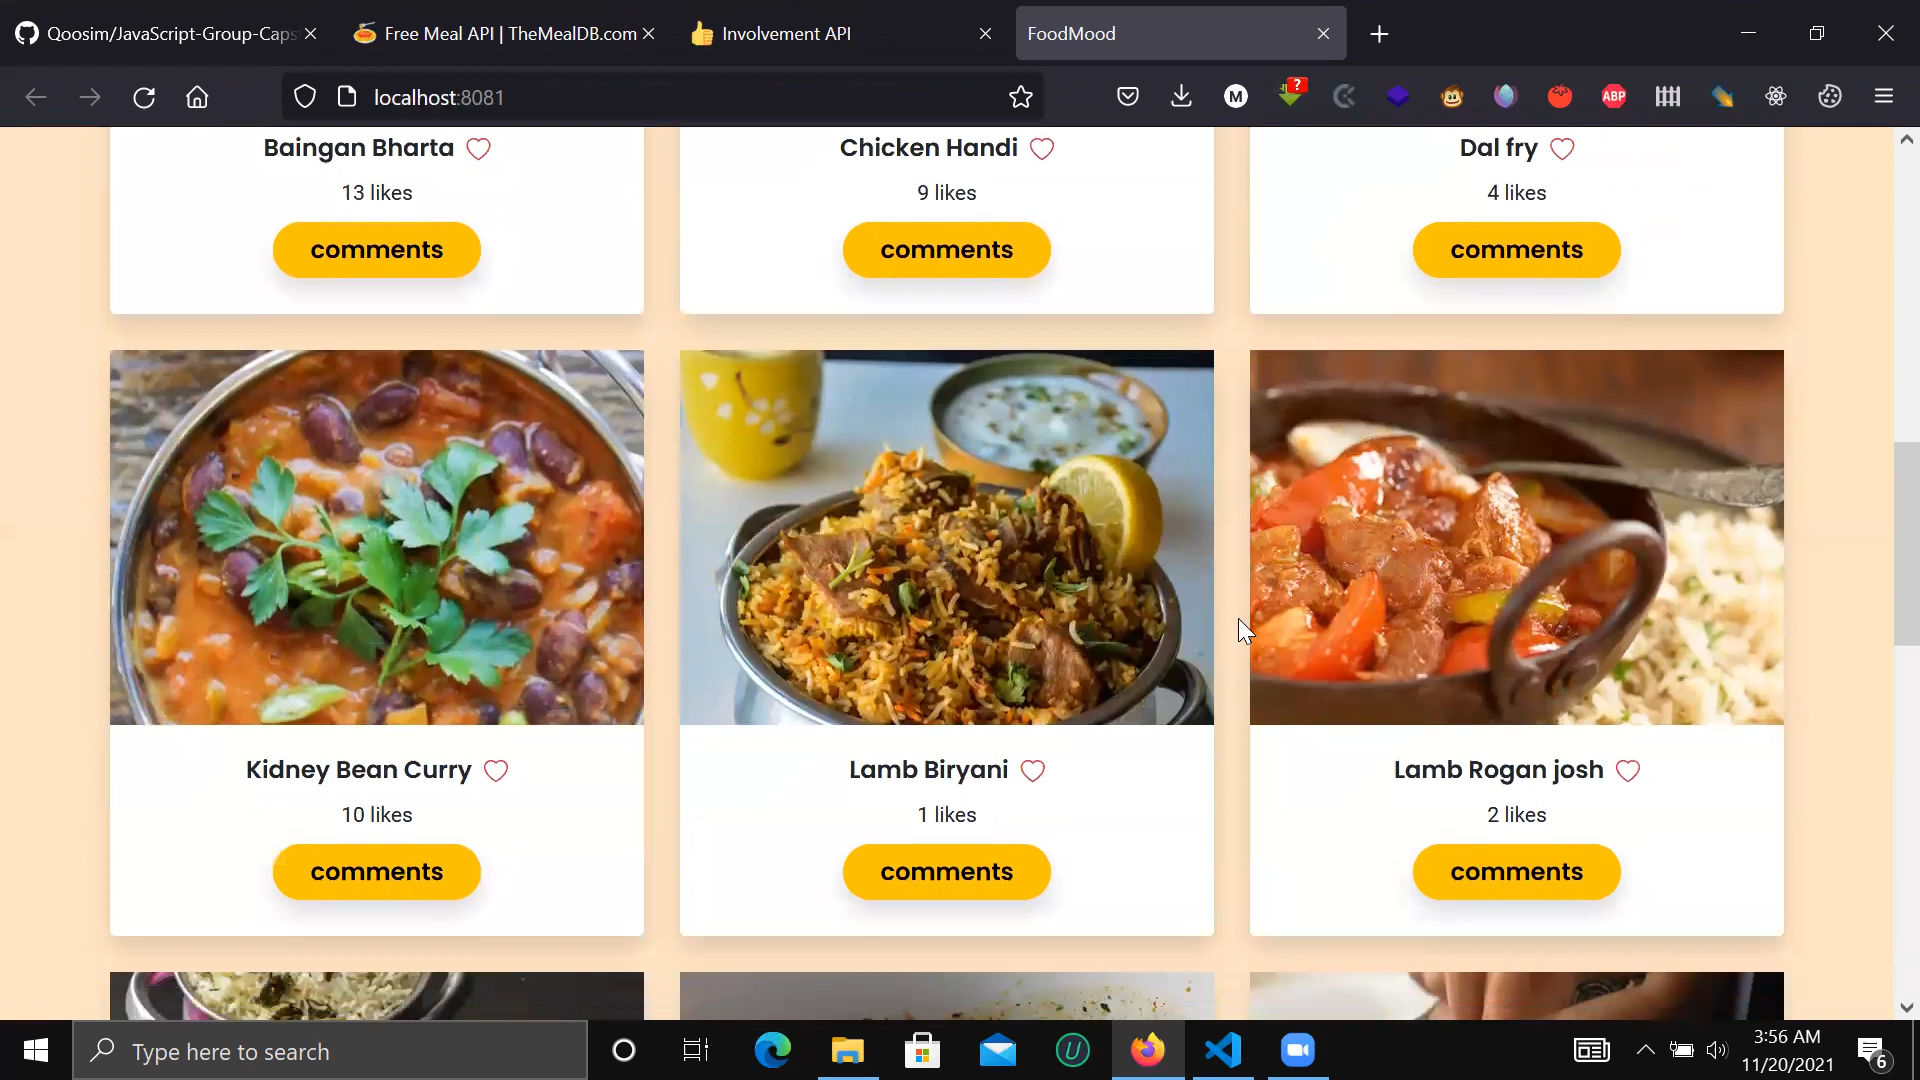 Qoosim/JavaScript-Group-Caps
Free Meal API | TheMealDB.com
Involvement API
FoodMood
localhost:8081
M
?
ABP
Baingan Bharta
Chicken Handi
Dal fry
13 likes
9 likes
4 likes
comments
comments
comments
Kidney Bean Curry
Lamb Biryani
Lamb Rogan josh
10 likes
1 likes
2 likes
comments
comments
comments
Type here to search
U
3:56 AM
11/20/2021
6